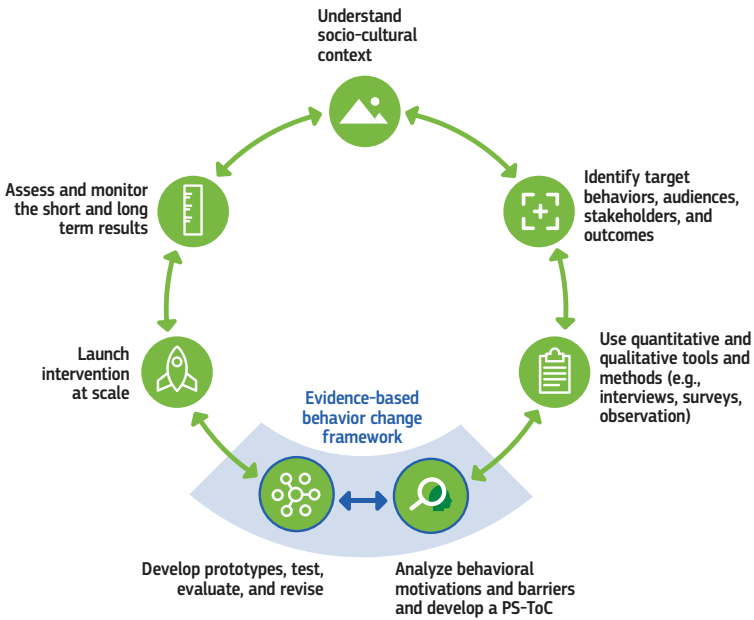 Understand
socio-cultural
context
Identify target
behaviors, audiences,
stakeholders, and
outcomes
Use quantitative and
qualitative tools and
methods (e.g.,
interviews, surveys,
observation)
Evidence-based
behavior change
framework
Analyze behavioral
motivations and barriers
and develop a PS-ToC
Develop prototypes, test,
evaluate, and revise
Launch
intervention
at scale
Assess and monitor
the short and long
term results